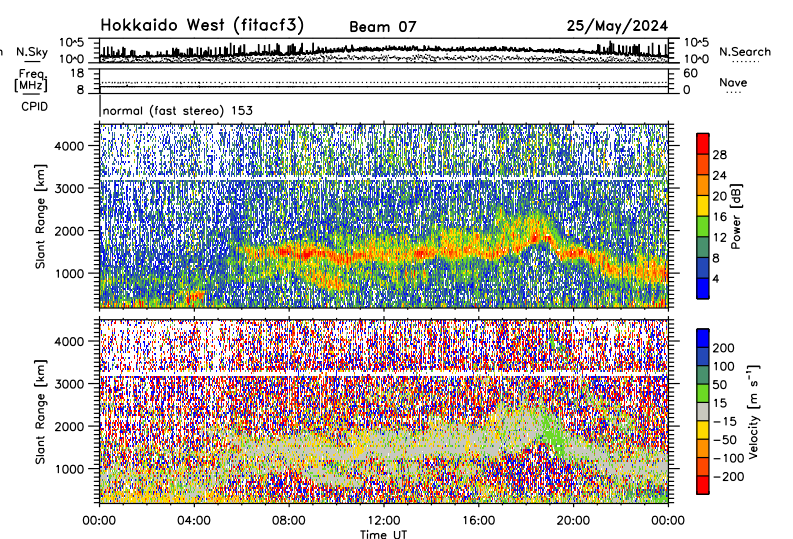 Hokkaido West (fitacf3) Beam 07 25/May/2024
N.Sky 10^5 10^5 N.Search
10^0 10^0
Freq. 18 60 Nave
[MHz] 8 0
CPID
normal (fast stereo) 153
4000
3000
2000
1000
Slant Range [km]
28
24
20
16
12
8
4
Power [dB]
4000
3000
2000
1000
Slant Range [km]
200
100
50
15
-15
-50
-100
-200
Velocity [m s⁻¹]
00:00 04:00 08:00 12:00 16:00 20:00 00:00
Time UT